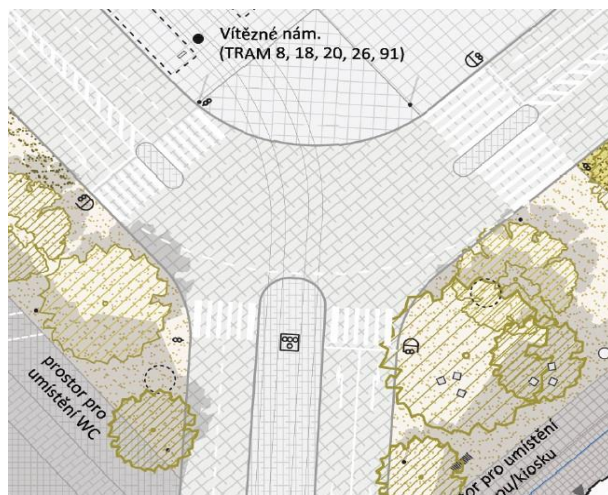 Vítězné nám.
(TRAM 8, 18, 20, 26, 91)
prostor pro
umístění WC
pro umístění
/kiosku